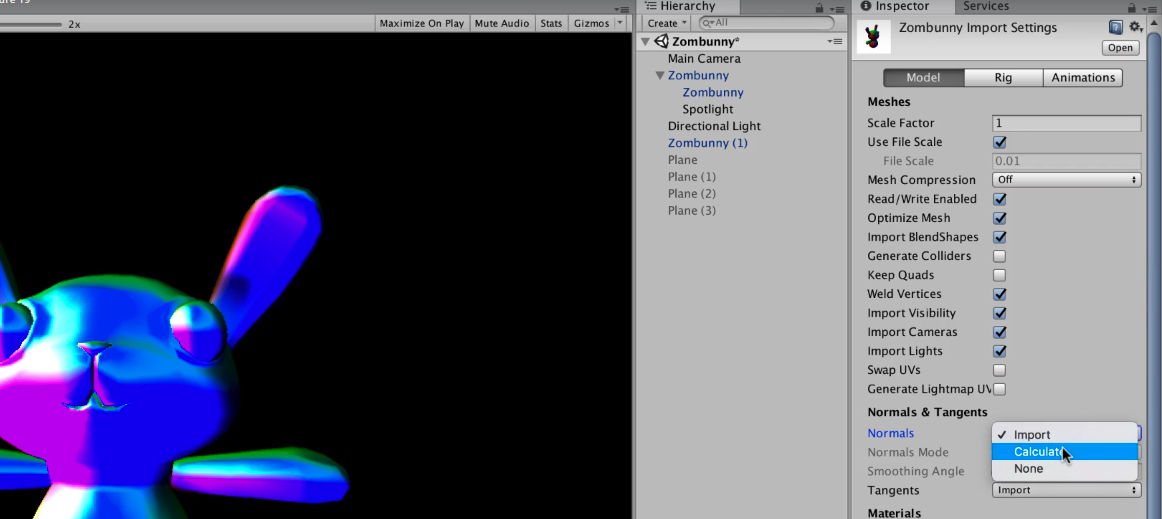 2x
Maximize On Play
Mute Audio
Stats
Gizmos
Hierarchy
Create
All
Zombunny*
Main Camera
Zombunny
Zombunny
Spotlight
Directional Light
Zombunny (1)
Plane
Plane (1)
Plane (2)
Plane (3)
Inspector
Services
Zombunny Import Settings
Open
Model
Rig
Animations
Meshes
Scale Factor 1
Use File Scale
File Scale 0.01
Mesh Compression Off
Read/Write Enabled
Optimize Mesh
Import BlendShapes
Generate Colliders
Keep Quads
Weld Vertices
Import Visibility
Import Cameras
Import Lights
Swap UVs
Generate Lightmap UV
Normals & Tangents
Normals
Import
Normals Mode
Calculate
Smoothing Angle
None
Tangents Import
Materials